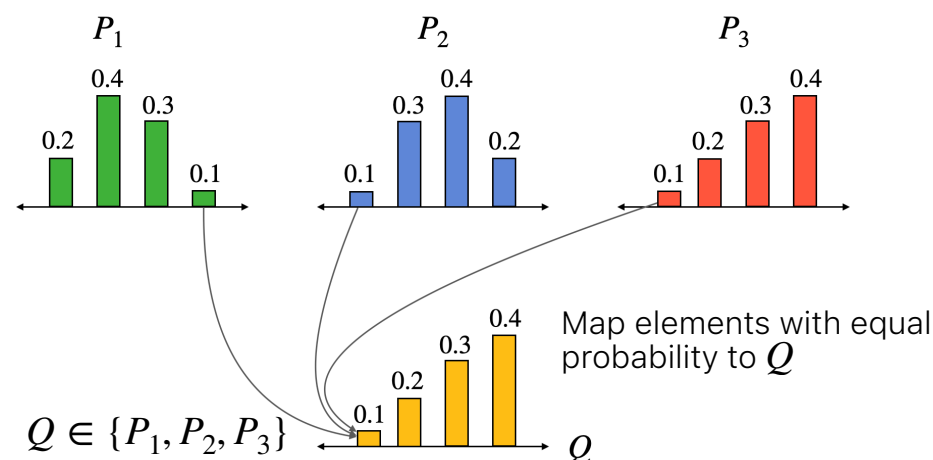 P₁ P₂ P₃
0.2 0.4 0.3 0.1
0.1 0.3 0.4 0.2
0.1 0.2 0.3 0.4
0.1 0.2 0.3 0.4
Map elements with equal
probability to Q
Q ∈ {P₁, P₂, P₃}
Q